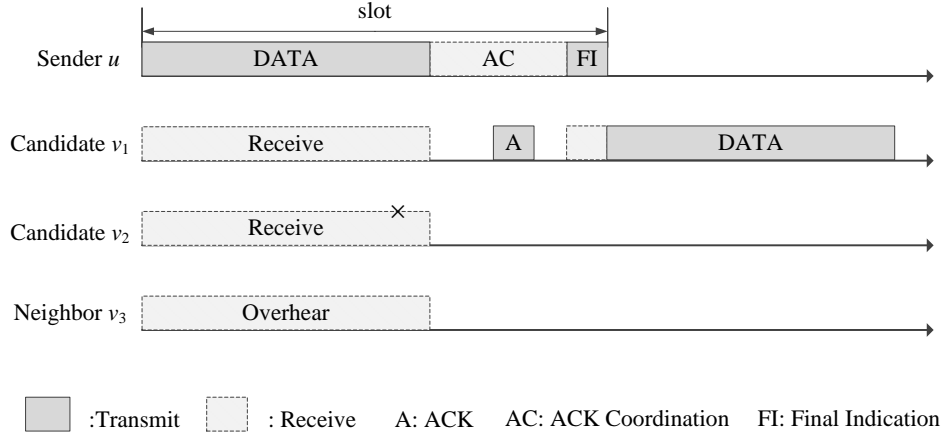 slot
Sender u DATA AC FI
Candidate v1 Receive A DATA
Candidate v2 Receive ×
Neighbor v3 Overhear
:Transmit : Receive A: ACK AC: ACK Coordination FI: Final Indication